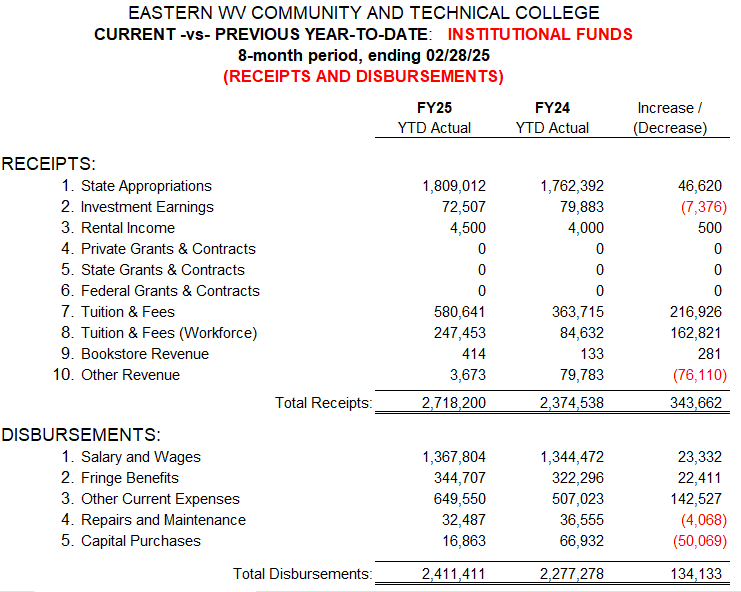 EASTERN WV COMMUNITY AND TECHNICAL COLLEGE
CURRENT -vs- PREVIOUS YEAR-TO-DATE: INSTITUTIONAL FUNDS
8-month period, ending 02/28/25
(RECEIPTS AND DISBURSEMENTS)
FY25 FY24 Increase /
YTD Actual YTD Actual (Decrease)
RECEIPTS:
1. State Appropriations 1,809,012 1,762,392 46,620
2. Investment Earnings 72,507 79,883 (7,376)
3. Rental Income 4,500 4,000 500
4. Private Grants & Contracts 0 0 0
5. State Grants & Contracts 0 0 0
6. Federal Grants & Contracts 0 0 0
7. Tuition & Fees 580,641 363,715 216,926
8. Tuition & Fees (Workforce) 247,453 84,632 162,821
9. Bookstore Revenue 414 133 281
10. Other Revenue 3,673 79,783 (76,110)
Total Receipts: 2,718,200 2,374,538 343,662
DISBURSEMENTS:
1. Salary and Wages 1,367,804 1,344,472 23,332
2. Fringe Benefits 344,707 322,296 22,411
3. Other Current Expenses 649,550 507,023 142,527
4. Repairs and Maintenance 32,487 36,555 (4,068)
5. Capital Purchases 16,863 66,932 (50,069)
Total Disbursements: 2,411,411 2,277,278 134,133